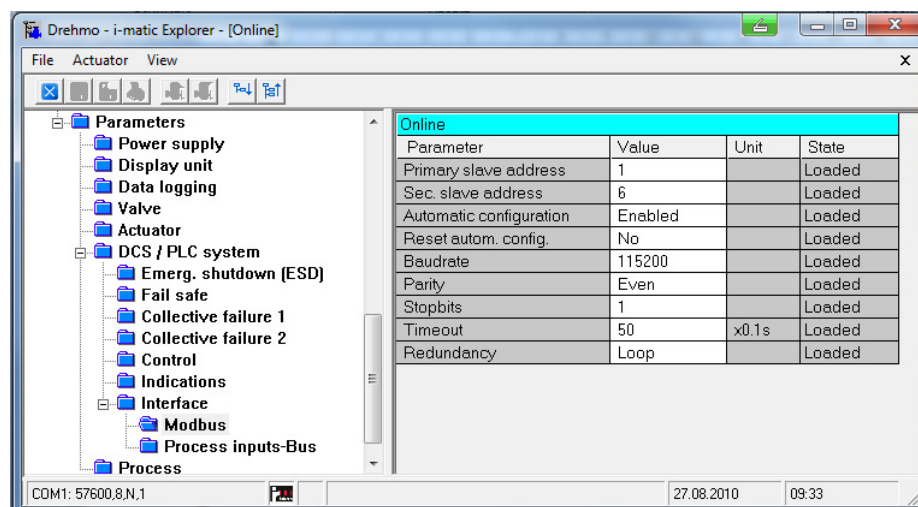 Drehmo - i-matic Explorer - [Online]
File Actuator View x
Parameters
Power supply
Display unit
Data logging
Valve
Actuator
DCS / PLC system
Emerg. shutdown (ESD)
Fail safe
Collective failure 1
Collective failure 2
Control
Indications
Interface
Modbus
Process inputs-Bus
Process
Online
Parameter Value Unit State
Primary slave address 1 Loaded
Sec. slave address 6 Loaded
Automatic configuration Enabled Loaded
Reset autom. config. No Loaded
Baudrate 115200 Loaded
Parity Even Loaded
Stopbits 1 Loaded
Timeout 50 x0.1s Loaded
Redundancy Loop Loaded
COM1: 57600,8,N,1 27.08.2010 09:33